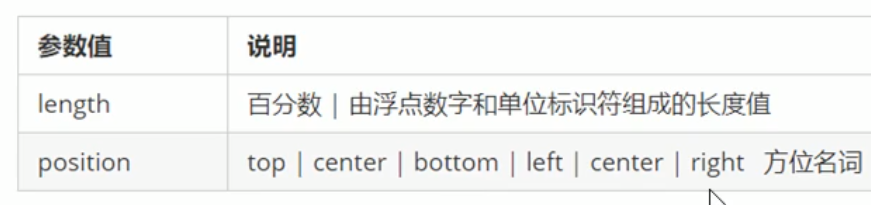 参数值 说明
length 百分数 | 由浮点数字和单位标识符组成的长度值
position top | center | bottom | left | center | right 方位名词